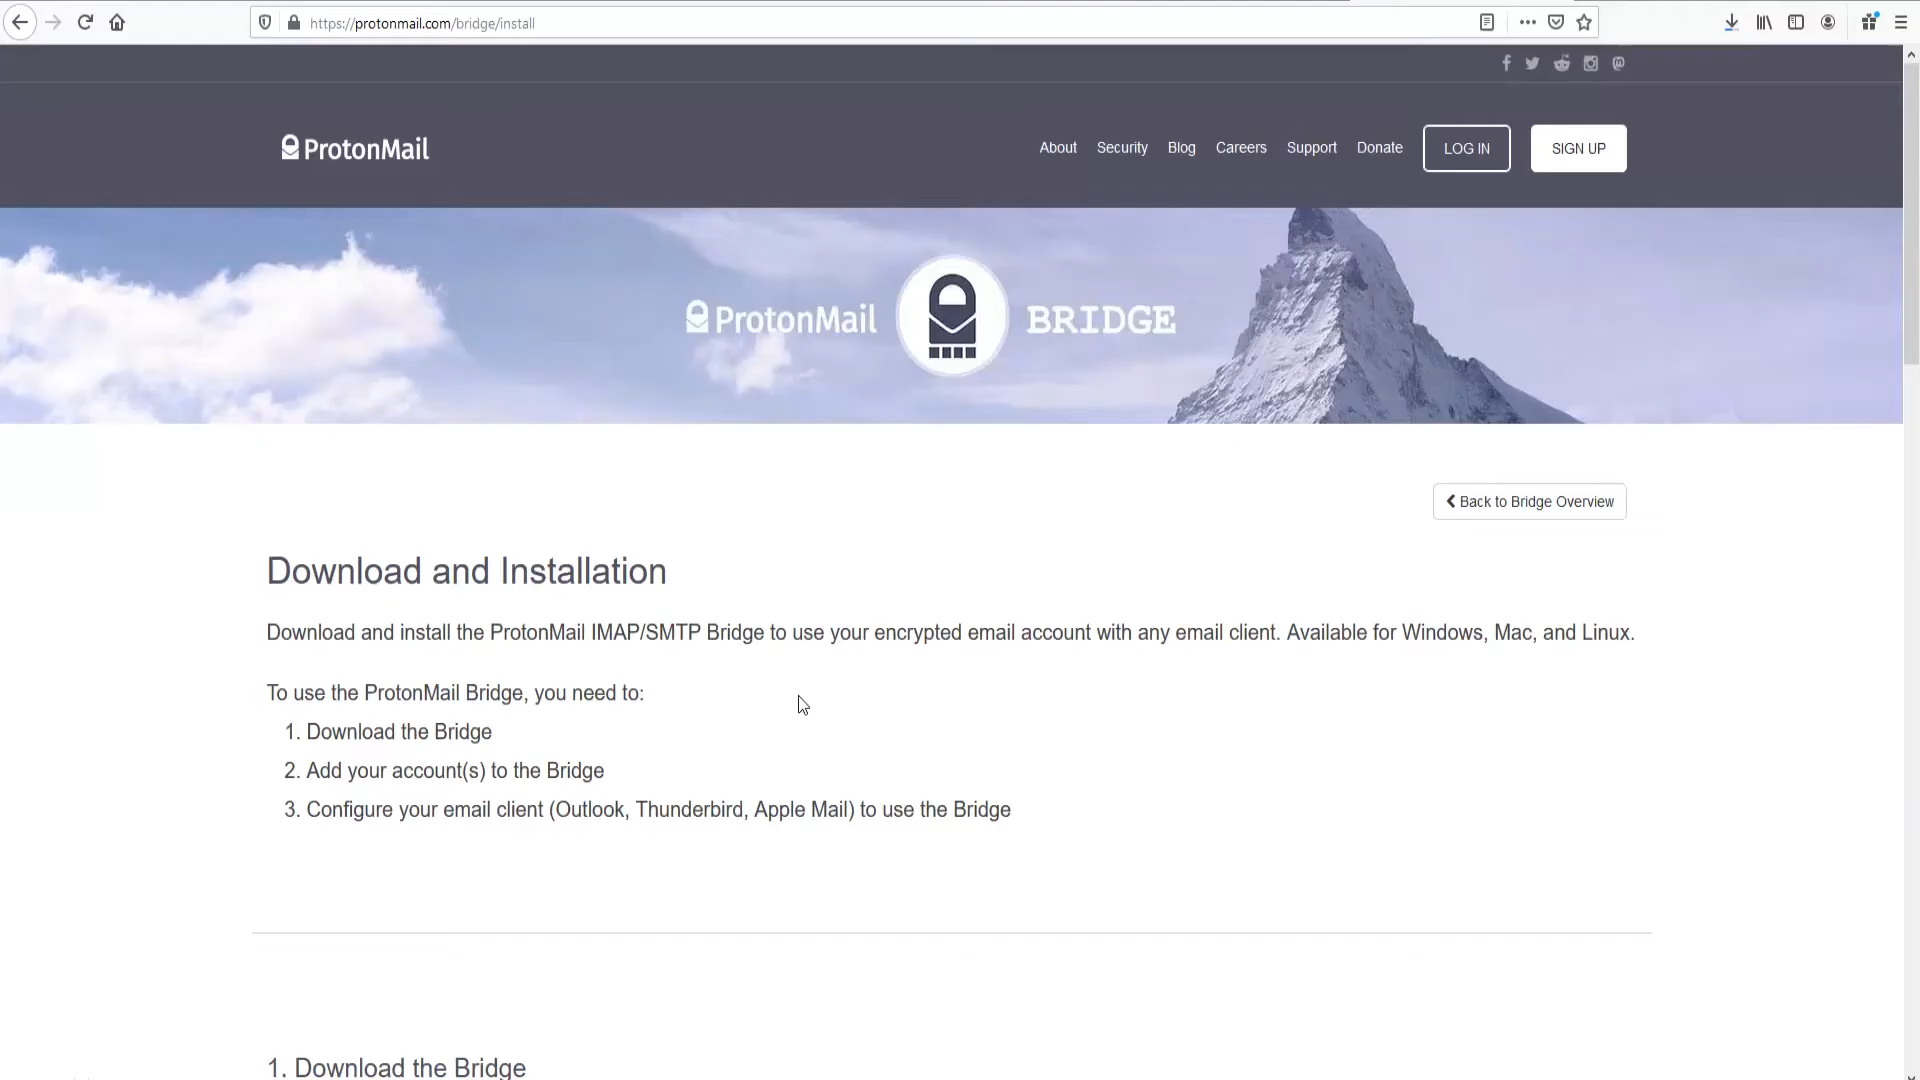 https://protonmail.com/bridge/install
ProtonMail
About Security Blog Careers Support Donate LOG IN SIGN UP
ProtonMail BRIDGE
Back to Bridge Overview
Download and Installation
Download and install the ProtonMail IMAP/SMTP Bridge to use your encrypted email account with any email client. Available for Windows, Mac, and Linux.
To use the ProtonMail Bridge, you need to:
1. Download the Bridge
2. Add your account(s) to the Bridge
3. Configure your email client (Outlook, Thunderbird, Apple Mail) to use the Bridge
1. Download the Bridge